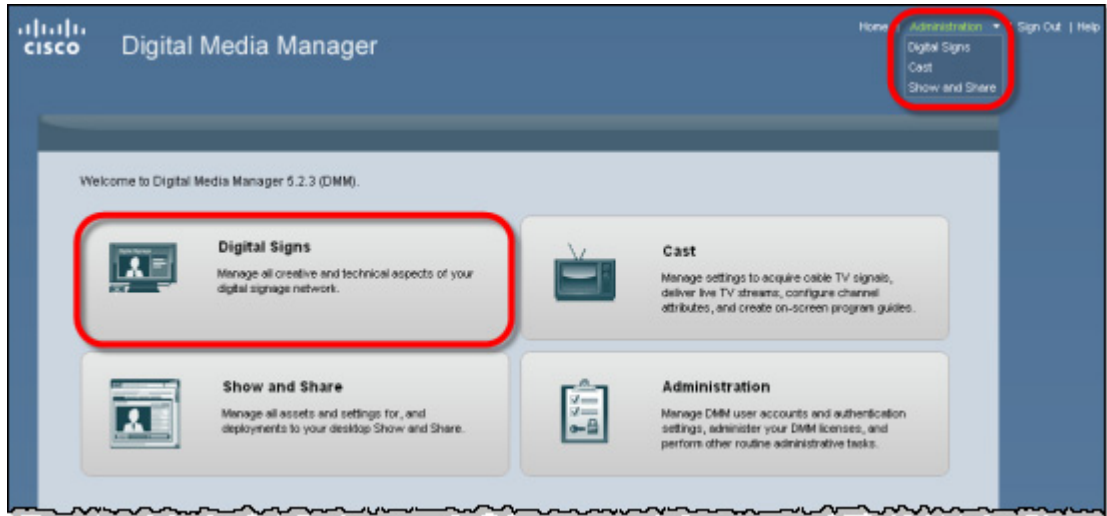 CISCO
Digital Media Manager
Home | Administration ▾ | Sign Out | Help
Digital Signs
Cast
Show and Share
Welcome to Digital Media Manager 5.2.3 (DMM).
Digital Signs
Manage all creative and technical aspects of your
digital signage network.
Cast
Manage settings to acquire cable TV signals,
deliver live TV streams, configure channel
attributes, and create on-screen program guides.
Show and Share
Manage all assets and settings for, and
deployments to your desktop Show and Share.
Administration
Manage DMM user accounts and authentication
settings, administer your DMM licenses, and
perform other routine administrative tasks.